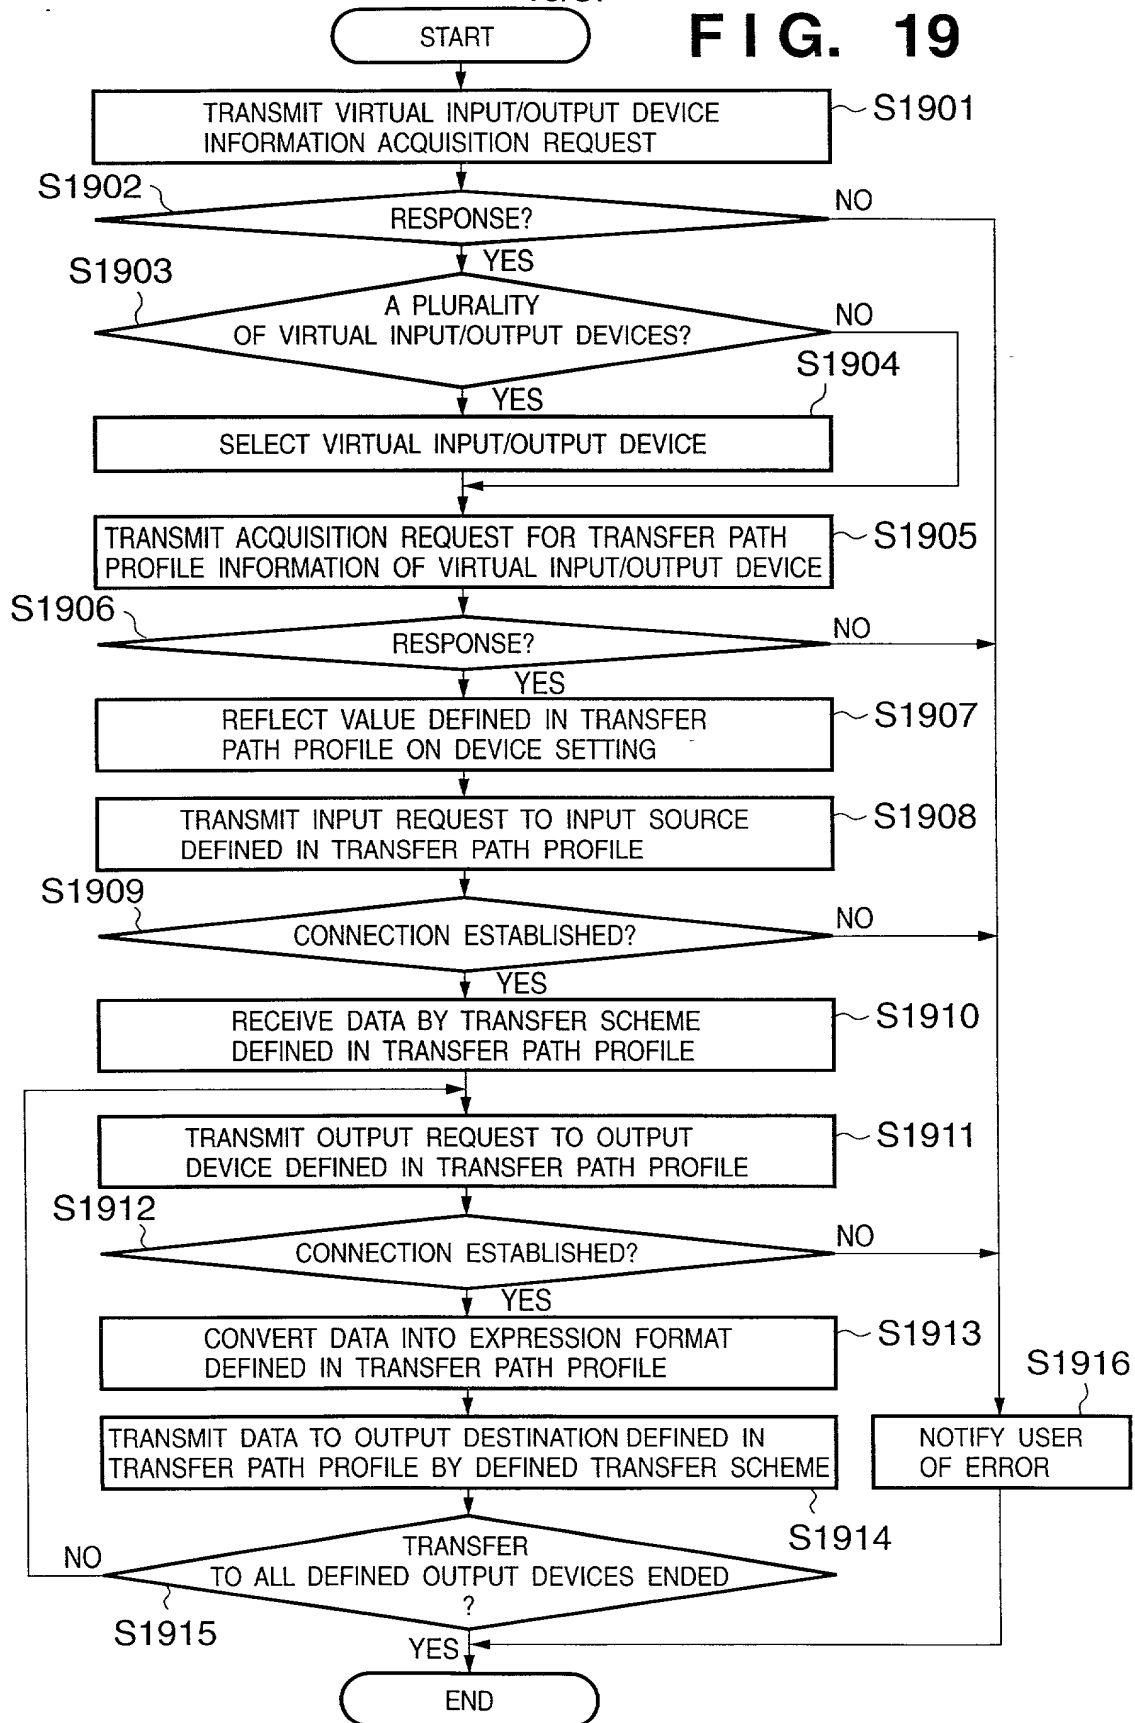 FIG. 19
START
TRANSMIT VIRTUAL INPUT/OUTPUT DEVICE
INFORMATION ACQUISITION REQUEST
S1901
S1902
RESPONSE?
NO
YES
S1903
A PLURALITY
OF VIRTUAL INPUT/OUTPUT DEVICES?
NO
YES
S1904
SELECT VIRTUAL INPUT/OUTPUT DEVICE
TRANSMIT ACQUISITION REQUEST FOR TRANSFER PATH
PROFILE INFORMATION OF VIRTUAL INPUT/OUTPUT DEVICE
S1905
S1906
RESPONSE?
NO
YES
REFLECT VALUE DEFINED IN TRANSFER
PATH PROFILE ON DEVICE SETTING
S1907
TRANSMIT INPUT REQUEST TO INPUT SOURCE
DEFINED IN TRANSFER PATH PROFILE
S1908
S1909
CONNECTION ESTABLISHED?
NO
YES
RECEIVE DATA BY TRANSFER SCHEME
DEFINED IN TRANSFER PATH PROFILE
S1910
TRANSMIT OUTPUT REQUEST TO OUTPUT
DEVICE DEFINED IN TRANSFER PATH PROFILE
S1911
S1912
CONNECTION ESTABLISHED?
NO
YES
CONVERT DATA INTO EXPRESSION FORMAT
DEFINED IN TRANSFER PATH PROFILE
S1913
S1916
NOTIFY USER
OF ERROR
TRANSMIT DATA TO OUTPUT DESTINATION DEFINED IN
TRANSFER PATH PROFILE BY DEFINED TRANSFER SCHEME
S1914
TRANSFER
TO ALL DEFINED OUTPUT DEVICES ENDED
?
NO
S1915
YES
END